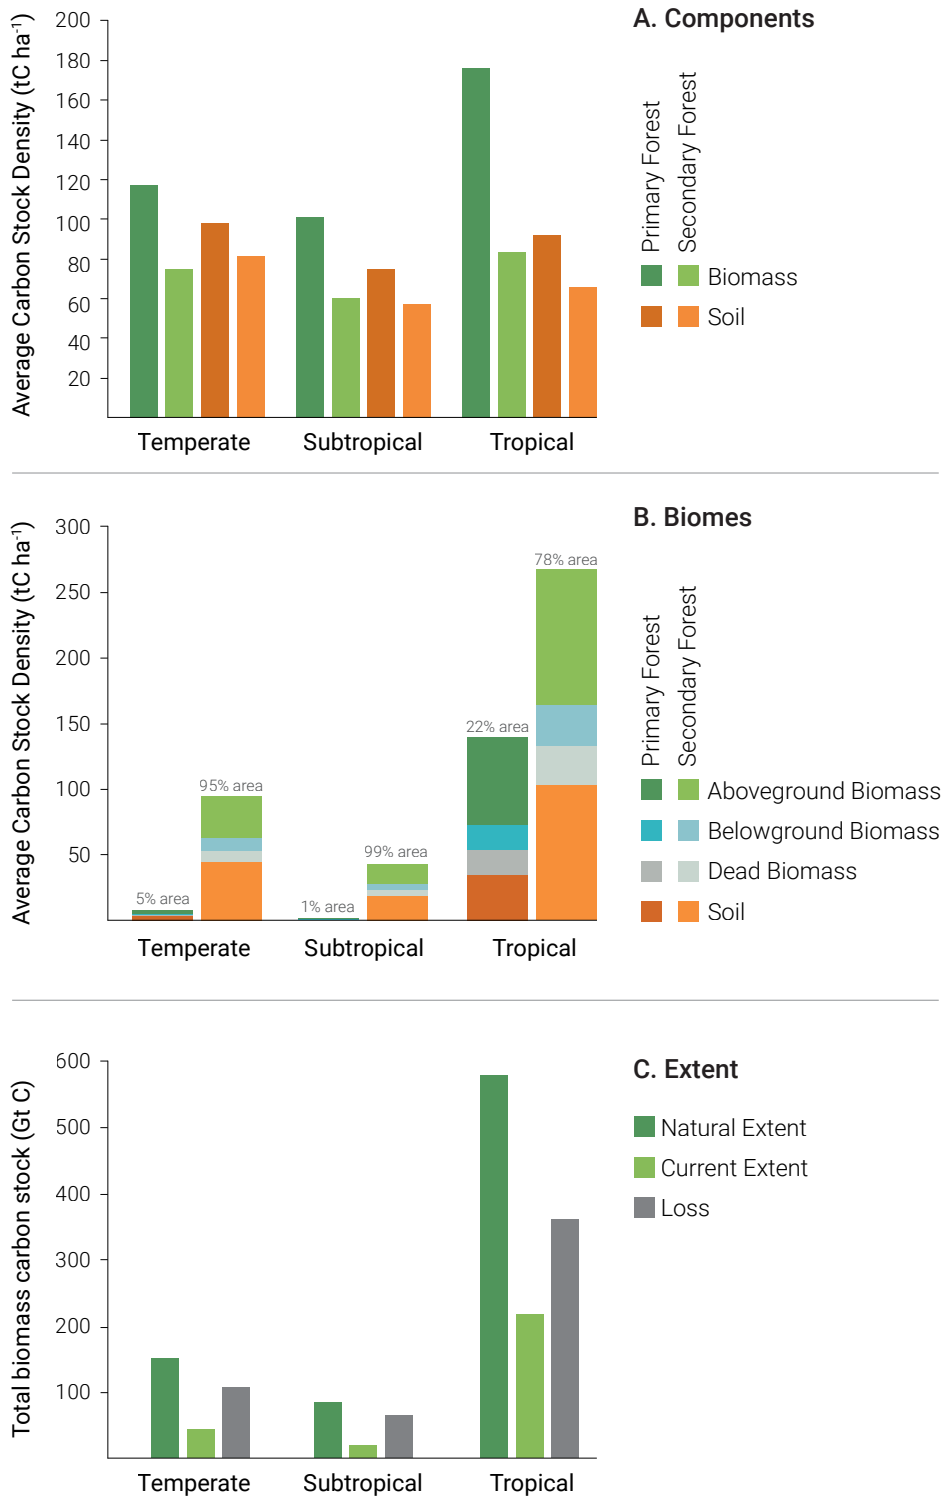 A. Components
Average Carbon Stock Density (tC ha⁻¹)
200
180
160
140
120
100
80
60
40
20
Temperate
Subtropical
Tropical
Primary Forest
Secondary Forest
Biomass
Soil
B. Biomes
Average Carbon Stock Density (tC ha⁻¹)
300
250
200
150
100
50
5% area
95% area
1% area
99% area
22% area
78% area
Temperate
Subtropical
Tropical
Primary Forest
Secondary Forest
Aboveground Biomass
Belowground Biomass
Dead Biomass
Soil
C. Extent
Total biomass carbon stock (Gt C)
600
500
400
300
200
100
Temperate
Subtropical
Tropical
Natural Extent
Current Extent
Loss